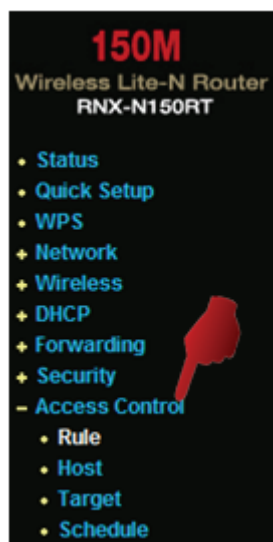 150M
Wireless Lite-N Router
RNX-N150RT
Status
Quick Setup
WPS
Network
Wireless
DHCP
Forwarding
Security
Access Control
Rule
Host
Target
Schedule